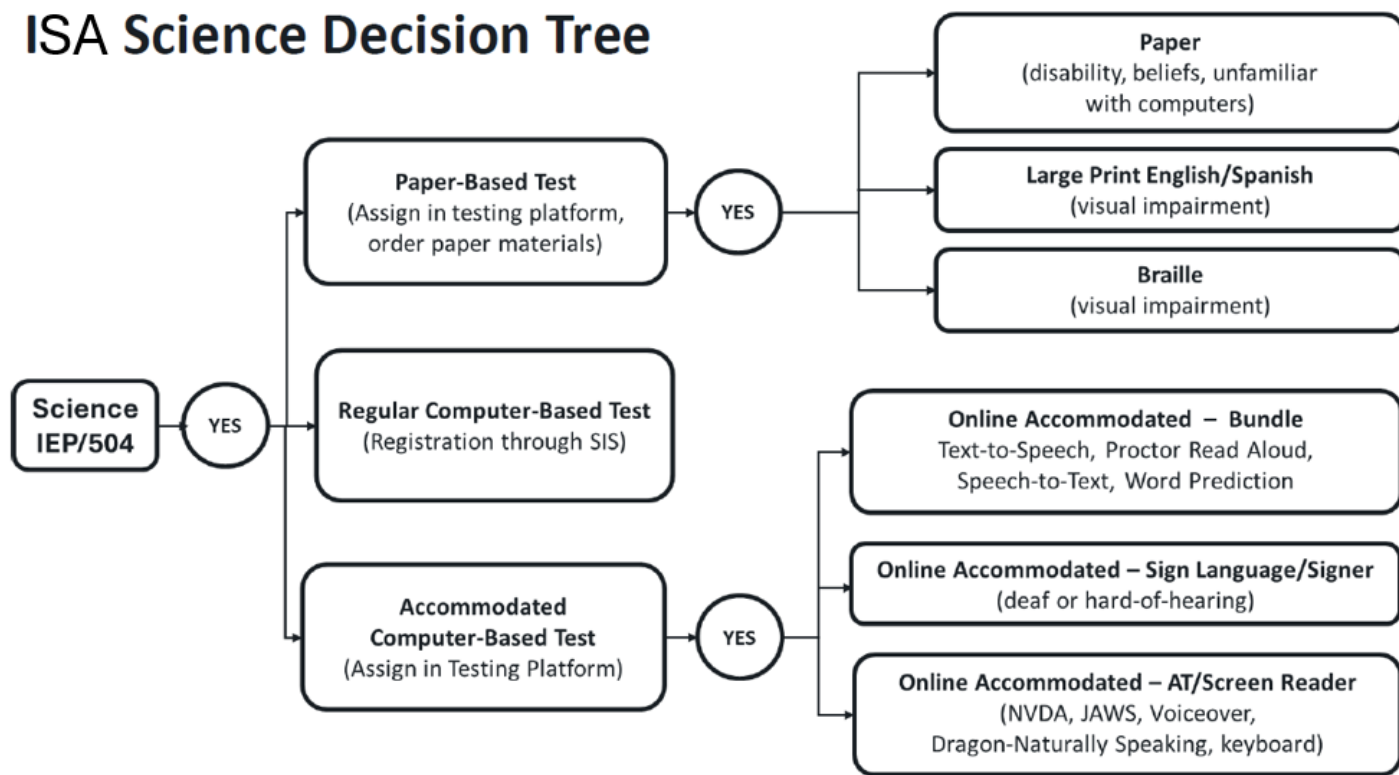 ISA Science Decision Tree
Science
IEP/504
YES
Paper-Based Test
(Assign in testing platform,
order paper materials)
YES
Paper
(disability, beliefs, unfamiliar
with computers)
Large Print English/Spanish
(visual impairment)
Braille
(visual impairment)
Regular Computer-Based Test
(Registration through SIS)
Accommodated
Computer-Based Test
(Assign in Testing Platform)
YES
Online Accommodated – Bundle
Text-to-Speech, Proctor Read Aloud,
Speech-to-Text, Word Prediction
Online Accommodated – Sign Language/Signer
(deaf or hard-of-hearing)
Online Accommodated – AT/Screen Reader
(NVDA, JAWS, Voiceover,
Dragon-Naturally Speaking, keyboard)